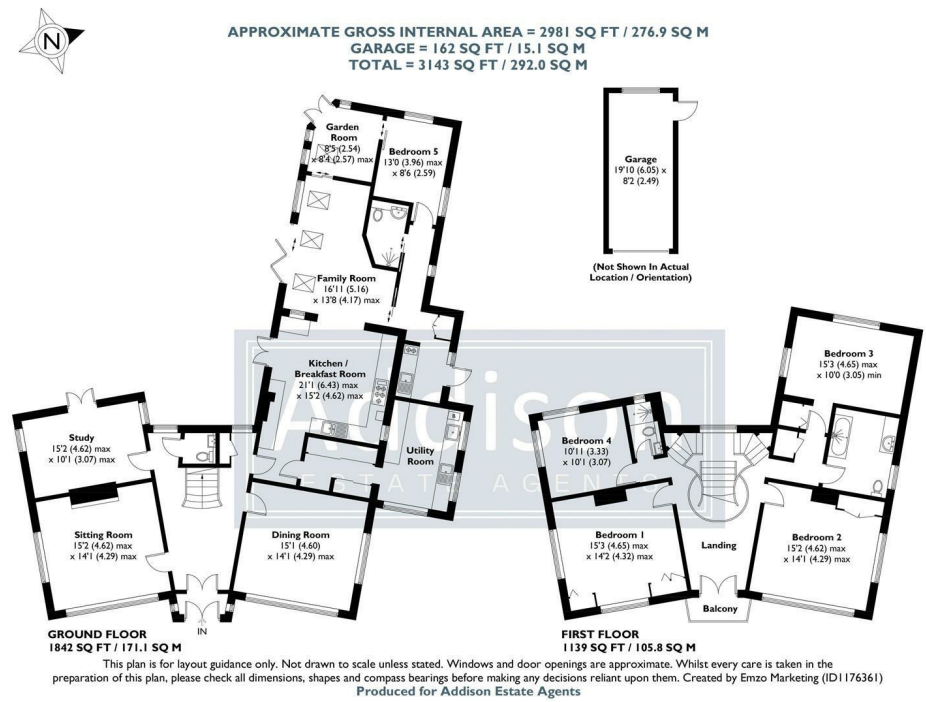 N
APPROXIMATE GROSS INTERNAL AREA = 2981 SQ FT / 276.9 SQ M
GARAGE = 162 SQ FT / 15.1 SQ M
TOTAL = 3143 SQ FT / 292.0 SQ M
Garden
Room
8'5 (2.54)
x 8'4 (2.57) max
Bedroom 5
13'0 (3.96) max
x 8'6 (2.59)
Garage
19'10 (6.05) x
8'2 (2.49)
(Not Shown In Actual
Location / Orientation)
Family Room
16'11 (5.16)
x 13'8 (4.17) max
Kitchen /
Breakfast Room
21'1 (6.43) max
x 15'2 (4.62) max
Utility
Room
B
Study
15'2 (4.62) max
x 10'1 (3.07) max
Sitting Room
15'2 (4.62) max
x 14'1 (4.29) max
Dining Room
15'1 (4.60)
x 14'1 (4.29) max
IN
Bedroom 3
15'3 (4.65) max
x 10'0 (3.05) min
Bedroom 4
10'11 (3.33)
x 10'1 (3.07)
Bedroom 1
15'3 (4.65) max
x 14'2 (4.32) max
Landing
Bedroom 2
15'2 (4.62) max
x 14'1 (4.29) max
Balcony
Addison
ESTATE AGENTS
GROUND FLOOR
1842 SQ FT / 171.1 SQ M
FIRST FLOOR
1139 SQ FT / 105.8 SQ M
This plan is for layout guidance only. Not drawn to scale unless stated. Windows and door openings are approximate. Whilst every care is taken in the
preparation of this plan, please check all dimensions, shapes and compass bearings before making any decisions reliant upon them. Created by Emzo Marketing (ID1176361)
Produced for Addison Estate Agents